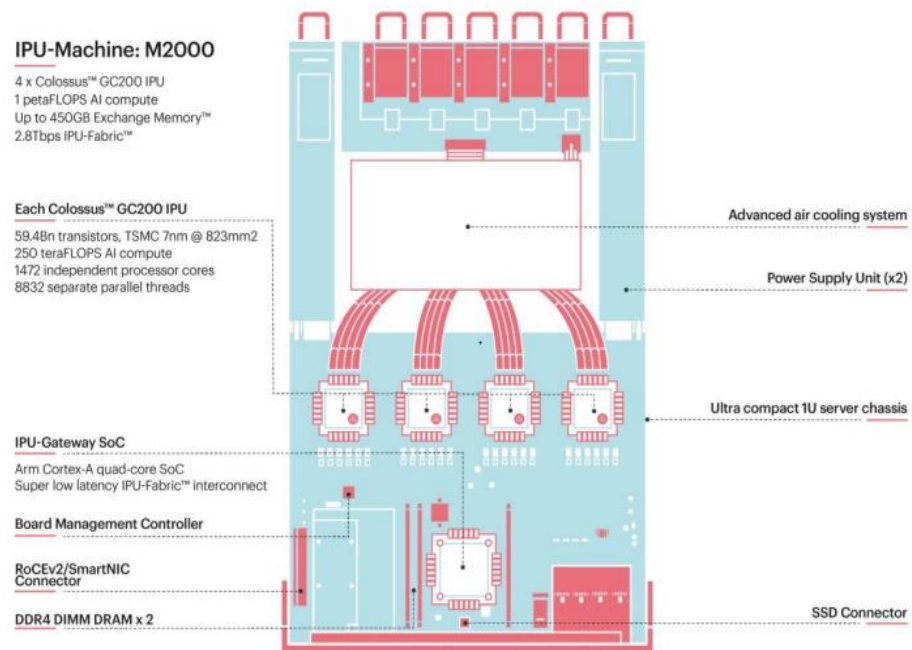 IPU-Machine: M2000
4 x Colossus™ GC200 IPU
1 petaFLOPS AI compute
Up to 450GB Exchange Memory™
2.8Tbps IPU-Fabric™
Each Colossus™ GC200 IPU
59.4Bn transistors, TSMC 7nm @ 823mm2
250 teraFLOPS AI compute
1472 independent processor cores
8832 separate parallel threads
IPU-Gateway SoC
Arm Cortex-A quad-core SoC
Super low latency IPU-Fabric™ interconnect
Board Management Controller
RoCEv2/SmartNIC
Connector
DDR4 DIMM DRAM x 2
Advanced air cooling system
Power Supply Unit (x2)
Ultra compact 1U server chassis
SSD Connector